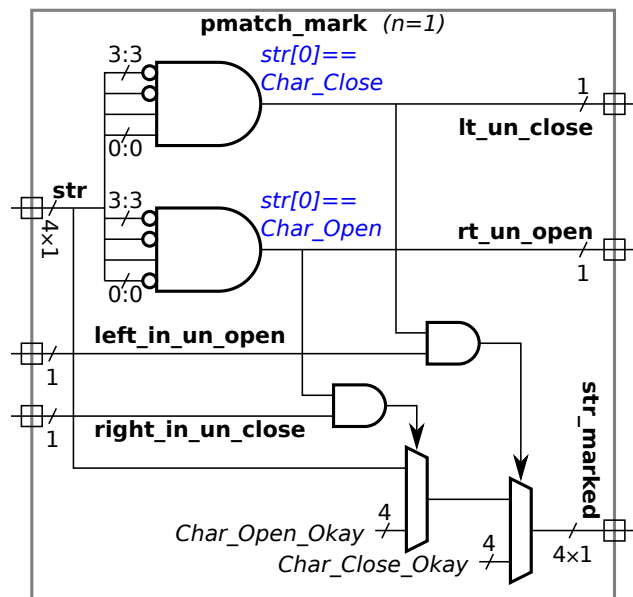 pmatch_mark (n=1)
3:3
str[0]==
Char_Close
1
lt_un_close
0:0
str
4×1
3:3
str[0]==
Char_Open
rt_un_open
1
0:0
left_in_un_open
1
right_in_un_close
1
str_marked
4
Char_Open_Okay
4
Char_Close_Okay
4×1